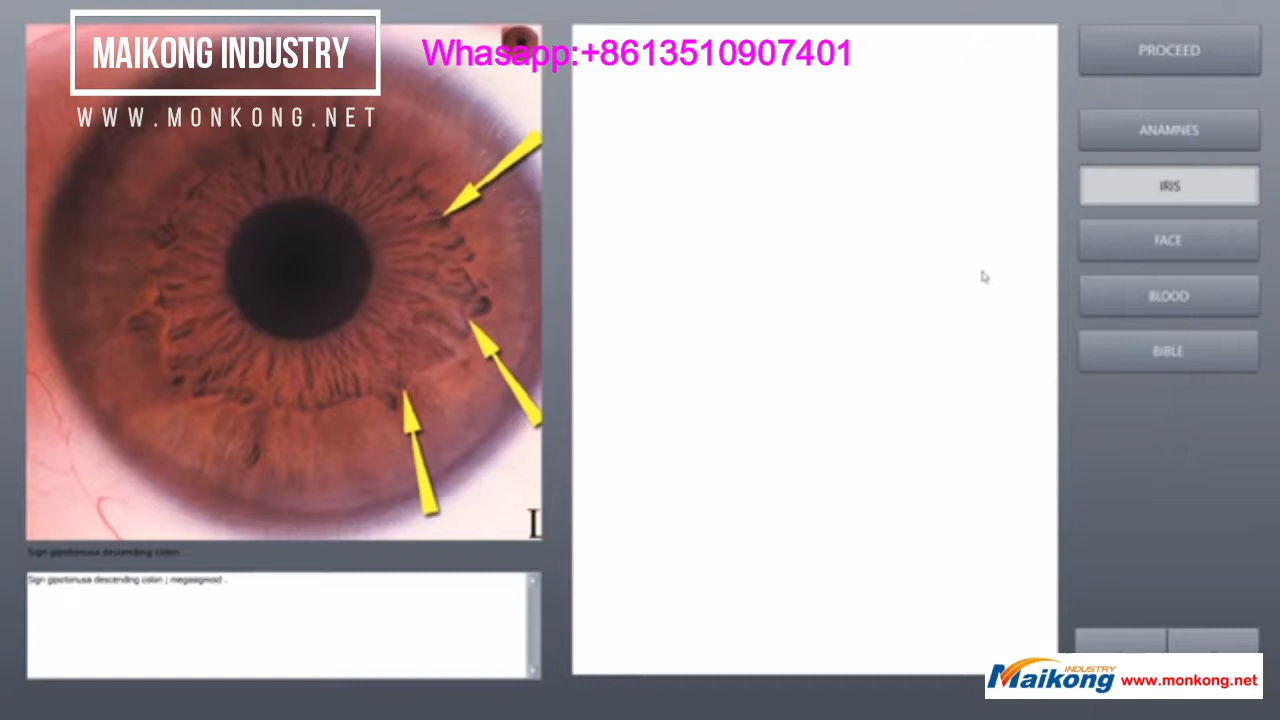 MAIKONG INDUSTRY
WWW.MONKONG.NET
Whasapp:+8613510907401
PROCEED
ANAMNES
IRIS
FACE
BLOOD
BIBLE
L
Sign gipotonusa descending colon
Sign gipotonusa descending colon ; megasigmoid ..
INDUSTRY
Maikong www.monkong.net